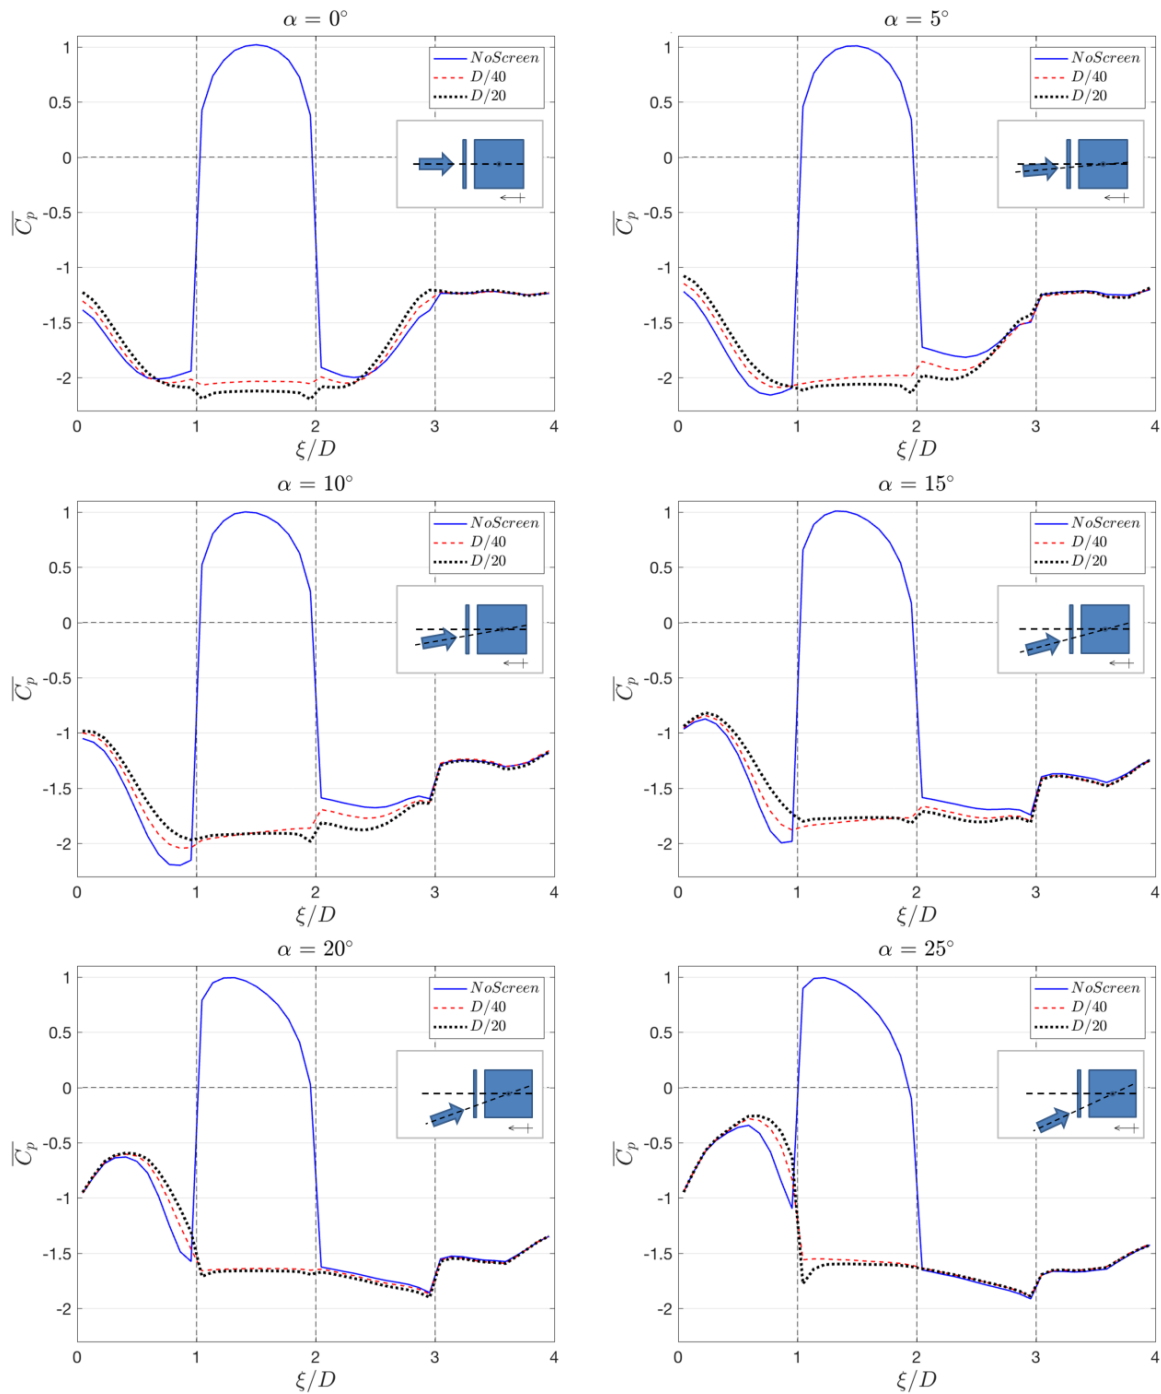 α = 0°
1
0.5
0
-0.5
-1
-1.5
-2
0 1 2 3 4
C̅p
ξ/D
NoScreen
D/40
D/20
α = 5°
1
0.5
0
-0.5
-1
-1.5
-2
0 1 2 3 4
C̅p
ξ/D
NoScreen
D/40
D/20
α = 10°
1
0.5
0
-0.5
-1
-1.5
-2
0 1 2 3 4
C̅p
ξ/D
NoScreen
D/40
D/20
α = 15°
1
0.5
0
-0.5
-1
-1.5
-2
0 1 2 3 4
C̅p
ξ/D
NoScreen
D/40
D/20
α = 20°
1
0.5
0
-0.5
-1
-1.5
-2
0 1 2 3 4
C̅p
ξ/D
NoScreen
D/40
D/20
α = 25°
1
0.5
0
-0.5
-1
-1.5
-2
0 1 2 3 4
C̅p
ξ/D
NoScreen
D/40
D/20